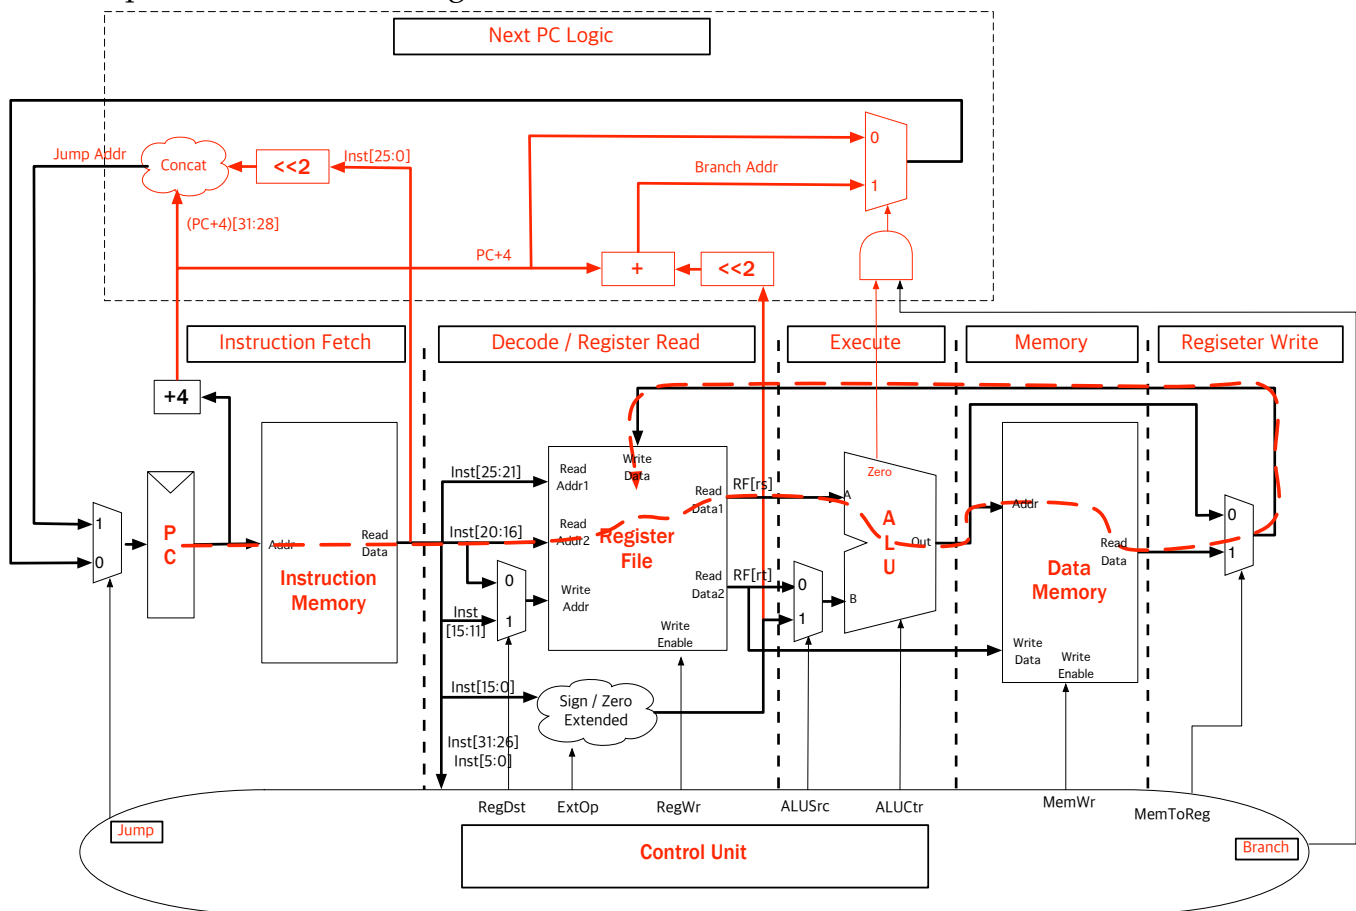 Next PC Logic
Jump Addr
Concat
<<2
Inst[25:0]
0
Branch Addr
1
(PC+4)[31:28]
PC+4
+
<<2
Instruction Fetch
Decode / Register Read
Execute
Memory
Regiseter Write
+4
Write
Data
Inst[25:21]
Read
Addr1
Read
Data1
RF[rs]
Zero
A
Addr
1
0
P
C
Addr
Read
Data
Inst[20:16]
Read
Addr2
Register
File
A
L
U
Out
Read
Data
0
1
Instruction
Memory
0
1
Write
Addr
Read
Data2
RF[rt]
0
1
B
Data
Memory
Inst
[15:11]
Write
Enable
Write
Data
Write
Enable
Inst[15:0]
Sign / Zero
Extended
Inst[31:26]
Inst[5:0]
RegDst
ExtOp
RegWr
ALUSrc
ALUCtr
MemWr
MemToReg
Jump
Control Unit
Branch